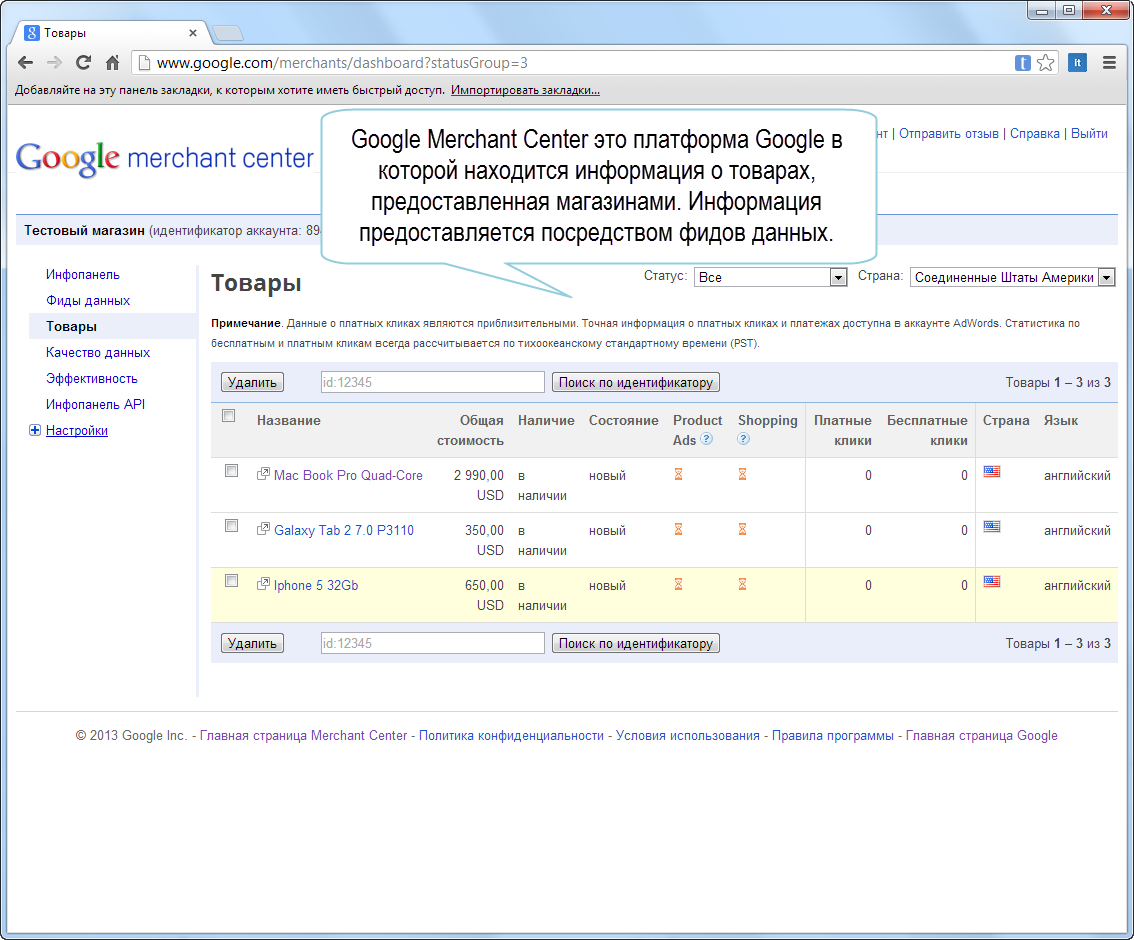 Товары
www.google.com/merchants/dashboard?statusGroup=3
Добавляйте на эту панель закладки, к которым хотите иметь быстрый доступ. Импортировать закладки...
Google Merchant Center это платформа Google в
которой находится информация о товарах,
предоставленная магазинами. Информация
предоставляется посредством фидов данных.
| Отправить отзыв | Справка | Выйти
Google merchant center
Тестовый магазин (идентификатор аккаунта:
Инфопанель
Фиды данных
Товары
Качество данных
Эффективность
Инфопанель API
Настройки
Товары
Статус: Все Страна: Соединенные Штаты Америки
Примечание. Данные о платных кликах являются приблизительными. Точная информация о платных кликах и платежах доступна в аккаунте AdWords. Статистика по
бесплатным и платным кликам всегда рассчитывается по тихоокеанскому стандартному времени (PST).
Удалить id:12345 Поиск по идентификатору Товары 1 – 3 из 3
Название Общая Наличие Состояние Product Shopping Платные Бесплатные Страна Язык
стоимость Ads ? ? клики клики
Mac Book Pro Quad-Core 2 990,00 в новый 0 0 английский
USD наличии
Galaxy Tab 2 7.0 P3110 350,00 в новый 0 0 английский
USD наличии
Iphone 5 32Gb 650,00 в новый 0 0 английский
USD наличии
Удалить id:12345 Поиск по идентификатору Товары 1 – 3 из 3
© 2013 Google Inc. - Главная страница Merchant Center - Политика конфиденциальности - Условия использования - Правила программы - Главная страница Google